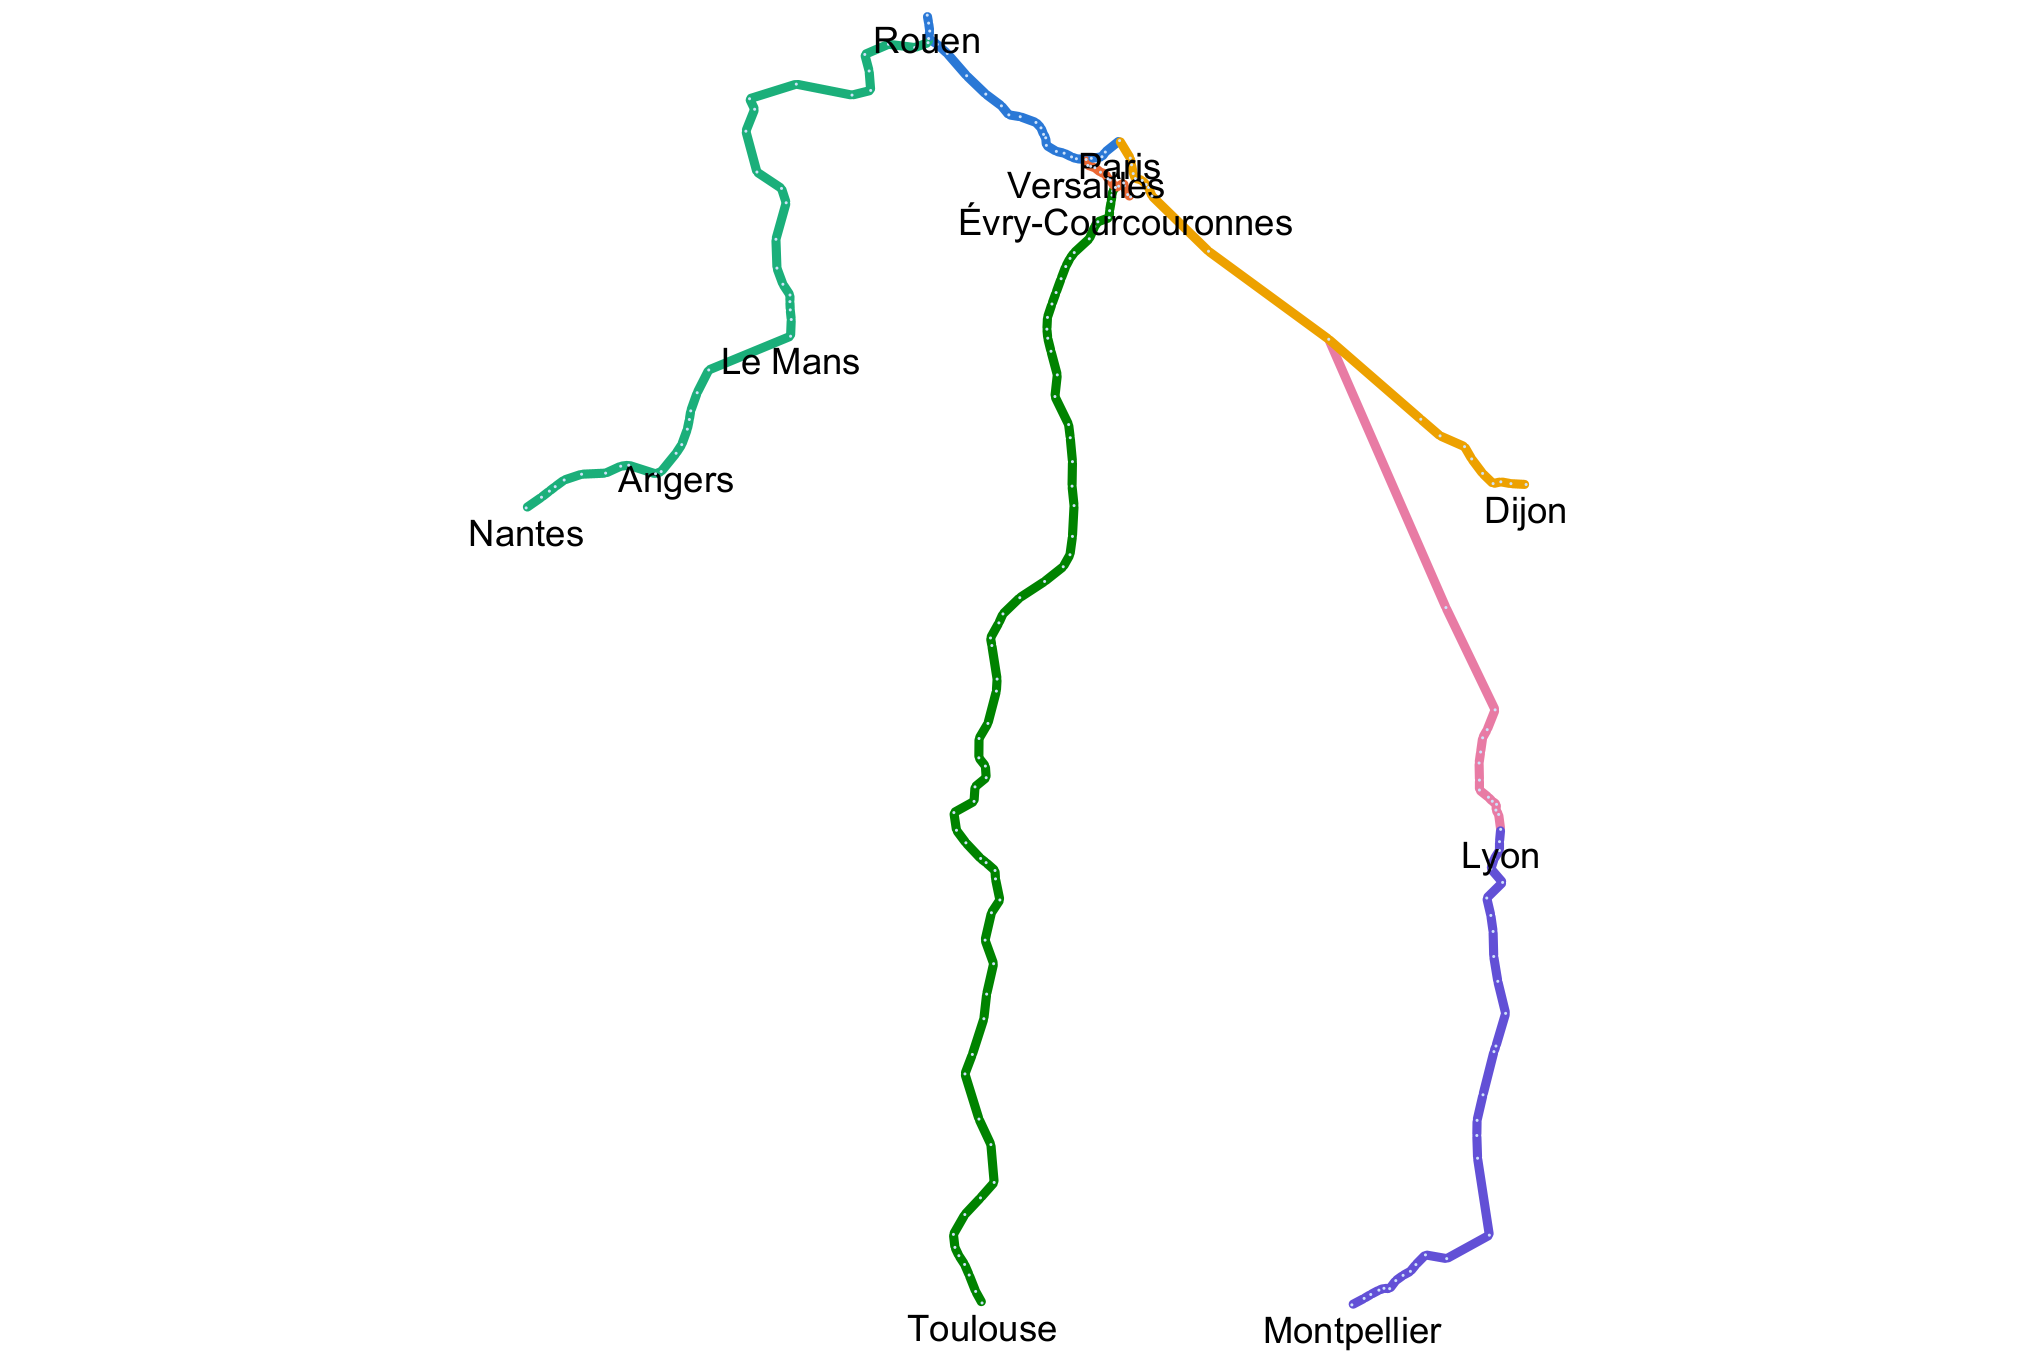 Rouen
Paris
Versailles
Évry-Courcouronnes
Le Mans
Angers
Nantes
Dijon
Lyon
Toulouse
Montpellier